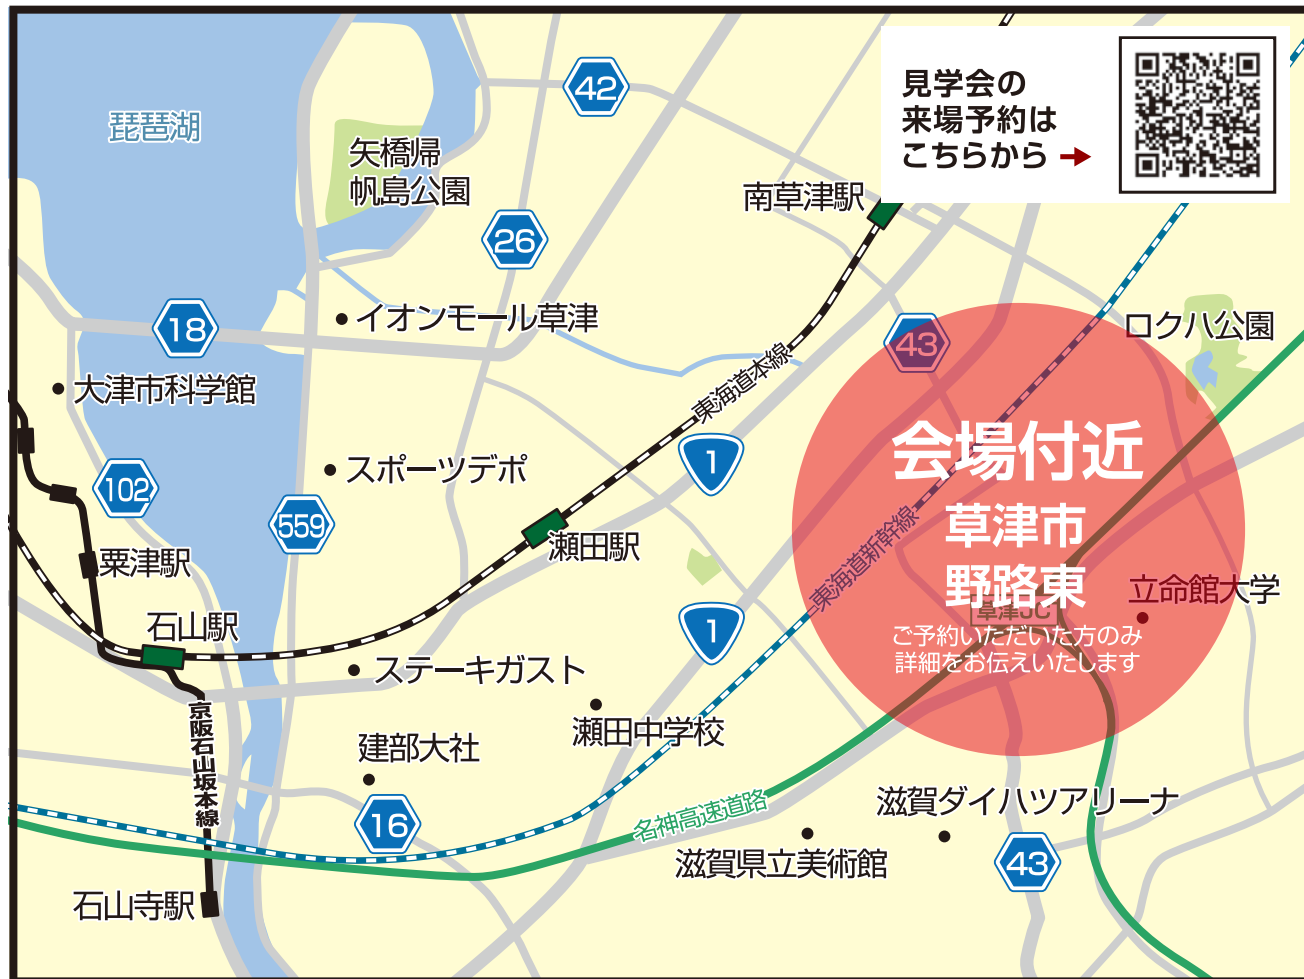 見学会の
来場予約は
こちらから
琵琶湖
42
矢橋帰
帆島公園
南草津駅
26
18
イオンモール草津
43
ロクハ公園
大津市科学館
東海道本線
会場付近
1
スポーツデポ
102
559
草津市
東海道新幹線
瀬田駅
粟津駅
野路東
立命館大学
草津JC
石山駅
1
ご予約いただいた方のみ
詳細をお伝えいたします
ステーキガスト
京阪石山坂本線
瀬田中学校
建部大社
16
名神高速道路
滋賀ダイハツアリーナ
滋賀県立美術館
43
石山寺駅